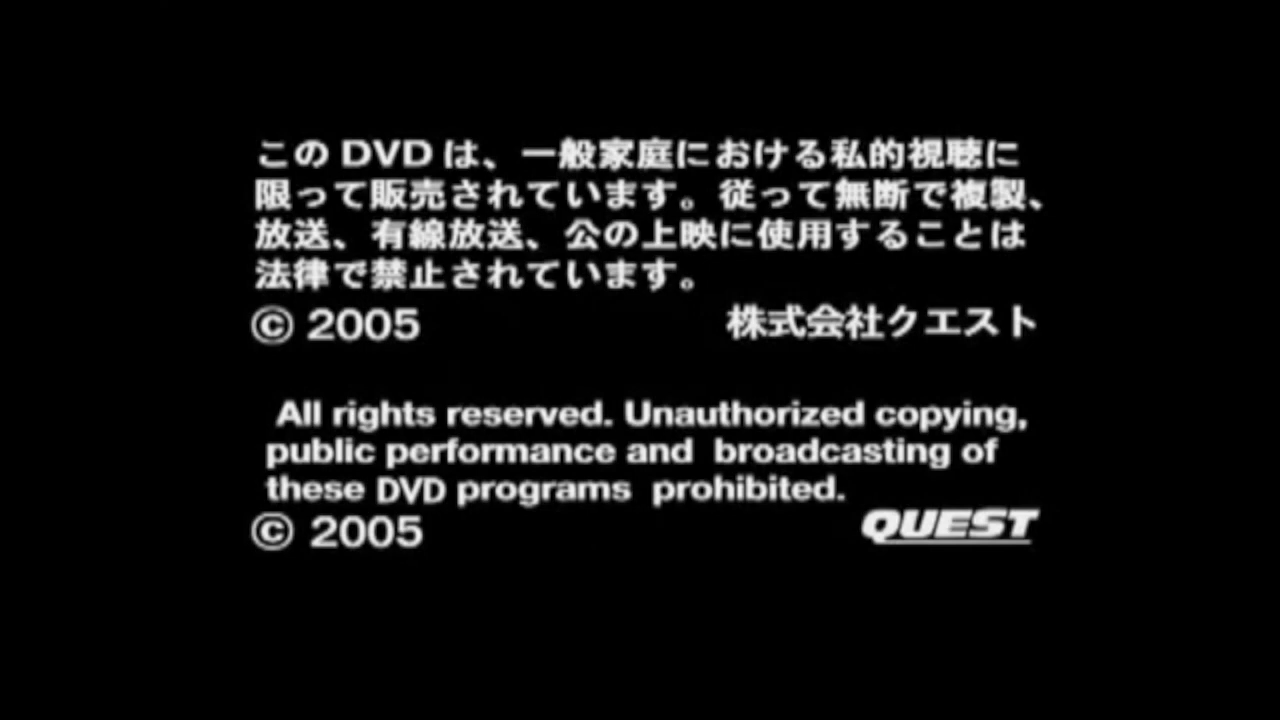 このDVDは、一般家庭における私的視聴に
限って販売されています。従って無断で複製、
放送、有線放送、公の上映に使用することは
法律で禁止されています。
© 2005 株式会社クエスト
All rights reserved. Unauthorized copying,
public performance and broadcasting of
these DVD programs prohibited.
© 2005 QUEST